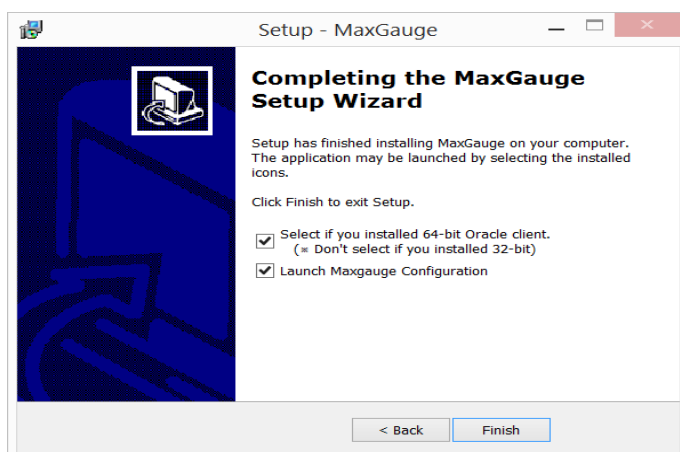 Setup - MaxGauge
Completing the MaxGauge
Setup Wizard
Setup has finished installing MaxGauge on your computer.
The application may be launched by selecting the installed
icons.
Click Finish to exit Setup.
Select if you installed 64-bit Oracle client.
(※ Don't select if you installed 32-bit)
Launch Maxgauge Configuration
< Back
Finish